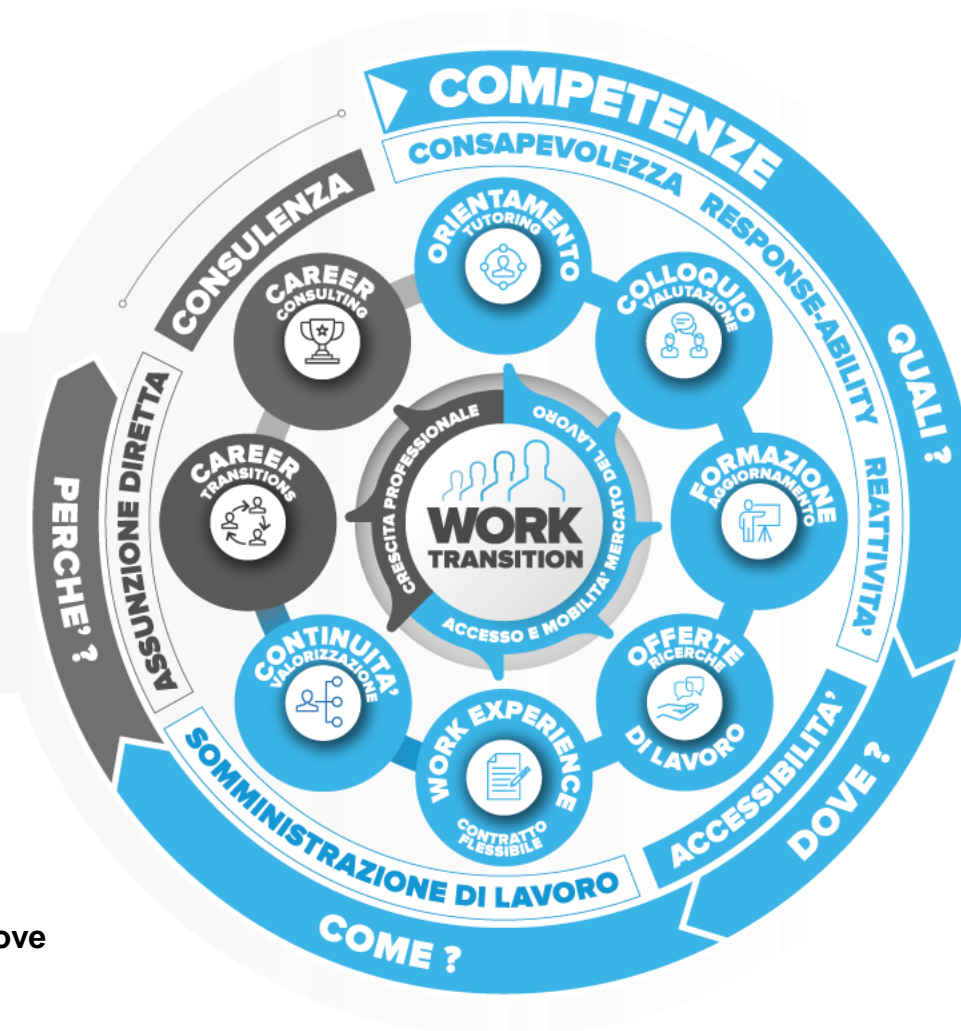 COMPETENZE
QUALI ?
DOVE ?
COME ?
PERCHE' ?
CONSAPEVOLEZZA
RESPONSE-ABILITY
REATTIVITA'
ACCESSIBILITA'
SOMMINISTRAZIONE DI LAVORO
ASSUNZIONE DIRETTA
CONSULENZA
ORIENTAMENTO
TUTORING
COLLOQUIO
VALUTAZIONE
FORMAZIONE
AGGIORNAMENTO
OFFERTE
RICERCHE
DI LAVORO
WORK EXPERIENCE
CONTRATTO
FLESSIBILE
CONTINUITA'
VALORIZZAZIONE
CAREER
TRANSITIONS
CAREER
CONSULTING
CRESCITA PROFESSIONALE
ACCESSO E MOBILITA' MERCATO DEL LAVORO
WORK
TRANSITION
ove